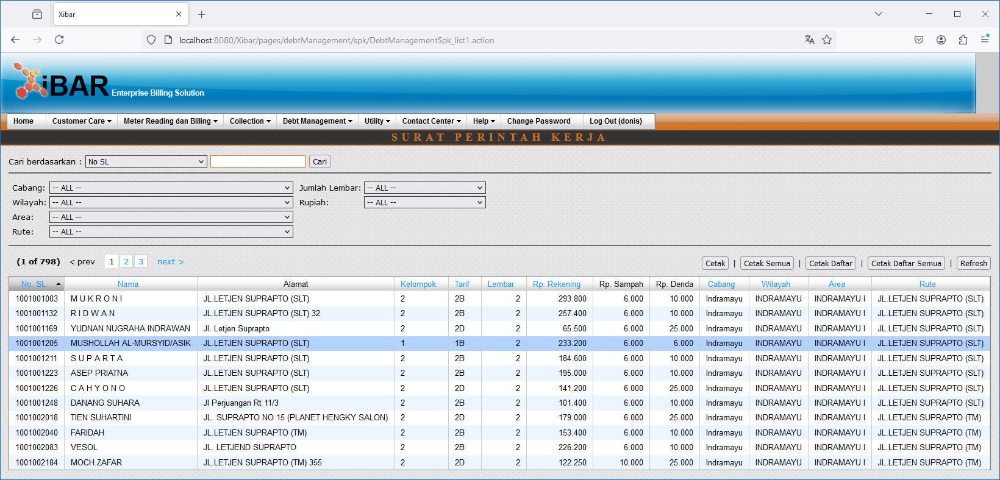 Xibar
localhost:8080/Xibar/pages/debtManagement/spk/DebtManagementSpk_list1.action
iBAR Enterprise Billing Solution
Home Customer Care Meter Reading dan Billing Collection Debt Management Utility Contact Center Help Change Password Log Out (donis)
SURAT PERINTAH KERJA
Cari berdasarkan : No SL Cari
Cabang: -- ALL -- Jumlah Lembar: -- ALL --
Wilayah: -- ALL -- Rupiah: -- ALL --
Area: -- ALL --
Rute: -- ALL --
(1 of 798) < prev 1 2 3 next > Cetak | Cetak Semua | Cetak Daftar | Cetak Daftar Semua | Refresh
No. SL Nama Alamat Kelompok Tarif Lembar Rp. Rekening Rp. Sampah Rp. Denda Cabang Wilayah Area Rute
1001001003 M U K R O N I JL.LETJEN SUPRAPTO (SLT) 2 2B 2 293.800 6.000 10.000 Indramayu INDRAMAYU INDRAMAYU I JL.LETJEN SUPRAPTO (SLT)
1001001132 R I D W A N JL.LETJEN SUPRAPTO (SLT) 32 2 2B 2 257.400 6.000 10.000 Indramayu INDRAMAYU INDRAMAYU I JL.LETJEN SUPRAPTO (SLT)
1001001169 YUDNAN NUGRAHA INDRAWAN Jl. Letjen Suprapto 2 2D 2 65.500 6.000 25.000 Indramayu INDRAMAYU INDRAMAYU I JL.LETJEN SUPRAPTO (SLT)
1001001205 MUSHOLLAH AL-MURSYID/ASIK JL.LETJEN SUPRAPTO (SLT) 1 1B 2 233.200 6.000 6.000 Indramayu INDRAMAYU INDRAMAYU I JL.LETJEN SUPRAPTO (SLT)
1001001211 S U P A R T A JL.LETJEN SUPRAPTO (SLT) 2 2B 2 184.600 6.000 10.000 Indramayu INDRAMAYU INDRAMAYU I JL.LETJEN SUPRAPTO (SLT)
1001001223 ASEP PRIATNA JL.LETJEN SUPRAPTO (SLT) 2 2B 2 195.000 6.000 10.000 Indramayu INDRAMAYU INDRAMAYU I JL.LETJEN SUPRAPTO (SLT)
1001001226 C A H Y O N O JL.LETJEN SUPRAPTO (SLT) 2 2D 2 141.200 6.000 25.000 Indramayu INDRAMAYU INDRAMAYU I JL.LETJEN SUPRAPTO (SLT)
1001001248 DANANG SUHARA Jl Perjuangan Rt 11/3 2 2B 2 101.400 6.000 10.000 Indramayu INDRAMAYU INDRAMAYU I JL.LETJEN SUPRAPTO (SLT)
1001002018 TIEN SUHARTINI JL. SUPRAPTO NO.15 (PLANET HENGKY SALON) 2 2D 2 179.000 6.000 25.000 Indramayu INDRAMAYU INDRAMAYU I JL.LETJEN SUPRAPTO (TM)
1001002040 FARIDAH JL.LETJEN SUPRAPTO (TM) 2 2B 2 153.400 6.000 10.000 Indramayu INDRAMAYU INDRAMAYU I JL.LETJEN SUPRAPTO (TM)
1001002083 VESOL JL. LETJEND SUPRAPTO 2 2B 2 226.200 6.000 10.000 Indramayu INDRAMAYU INDRAMAYU I JL.LETJEN SUPRAPTO (TM)
1001002184 MOCH.ZAFAR JL.LETJEN SUPRAPTO (TM) 355 2 2D 2 122.250 10.000 25.000 Indramayu INDRAMAYU INDRAMAYU I JL.LETJEN SUPRAPTO (TM)